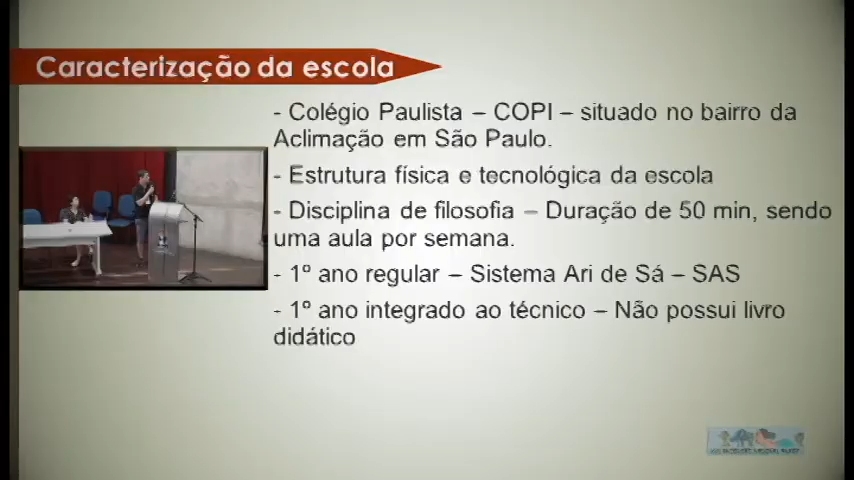 Caracterização da escola
- Colégio Paulista – COPI – situado no bairro da
Aclimação em São Paulo.
- Estrutura física e tecnológica da escola
- Disciplina de filosofia – Duração de 50 min, sendo
uma aula por semana.
- 1º ano regular – Sistema Ari de Sá – SAS
- 1º ano integrado ao técnico – Não possui livro
didático